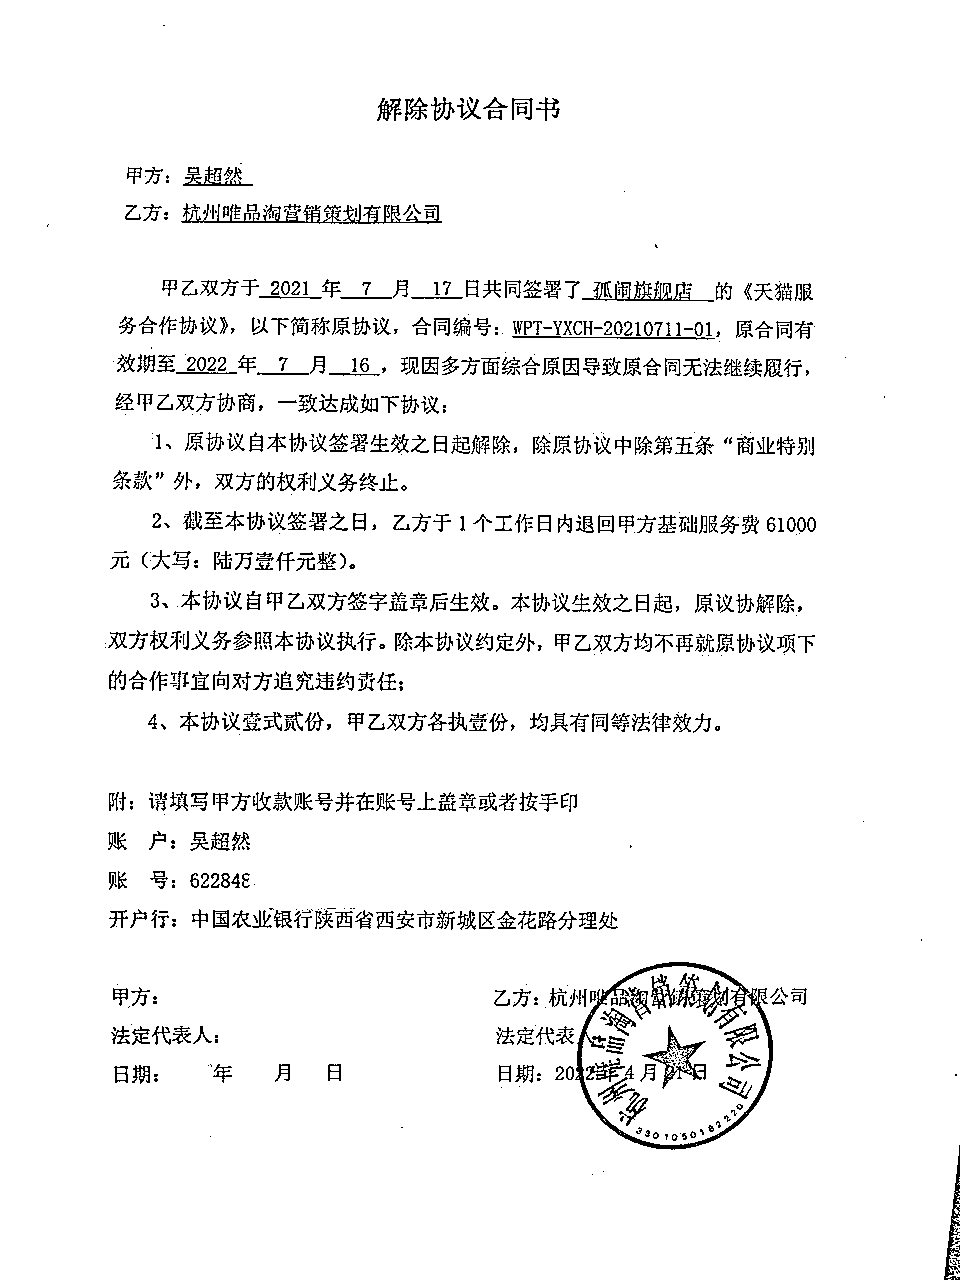 解除协议合同书
甲方：吴超然
乙方：杭州唯品淘营销策划有限公司
甲乙双方于 2021 年 7 月 17 日共同签署了 孤闹旗舰店 的《天猫服
务合作协议》，以下简称原协议，合同编号：WPT-YXCH-20210711-01，原合同有
效期至 2022 年 7 月 16 ，现因多方面综合原因导致原合同无法继续履行，
经甲乙双方协商，一致达成如下协议：
1、原协议自本协议签署生效之日起解除，除原协议中除第五条“商业特别
条款”外，双方的权利义务终止。
2、截至本协议签署之日，乙方于 1 个工作日内退回甲方基础服务费 61000
元（大写：陆万壹仟元整）。
3、本协议自甲乙双方签字盖章后生效。本协议生效之日起，原议协解除，
双方权利义务参照本协议执行。除本协议约定外，甲乙双方均不再就原协议项下
的合作事宜向对方追究违约责任；
4、本协议壹式贰份，甲乙双方各执壹份，均具有同等法律效力。
附：请填写甲方收款账号并在账号上盖章或者按手印
账 户：吴超然
账 号：622848
开户行：中国农业银行陕西省西安市新城区金花路分理处
甲方： 乙方：杭州唯品淘营销策划有限公司
法定代表人： 法定代表人
日期： 年 月 日 日期：2022 年 4 月 21 日
杭州唯品淘营销策划有限公司
3301050182220